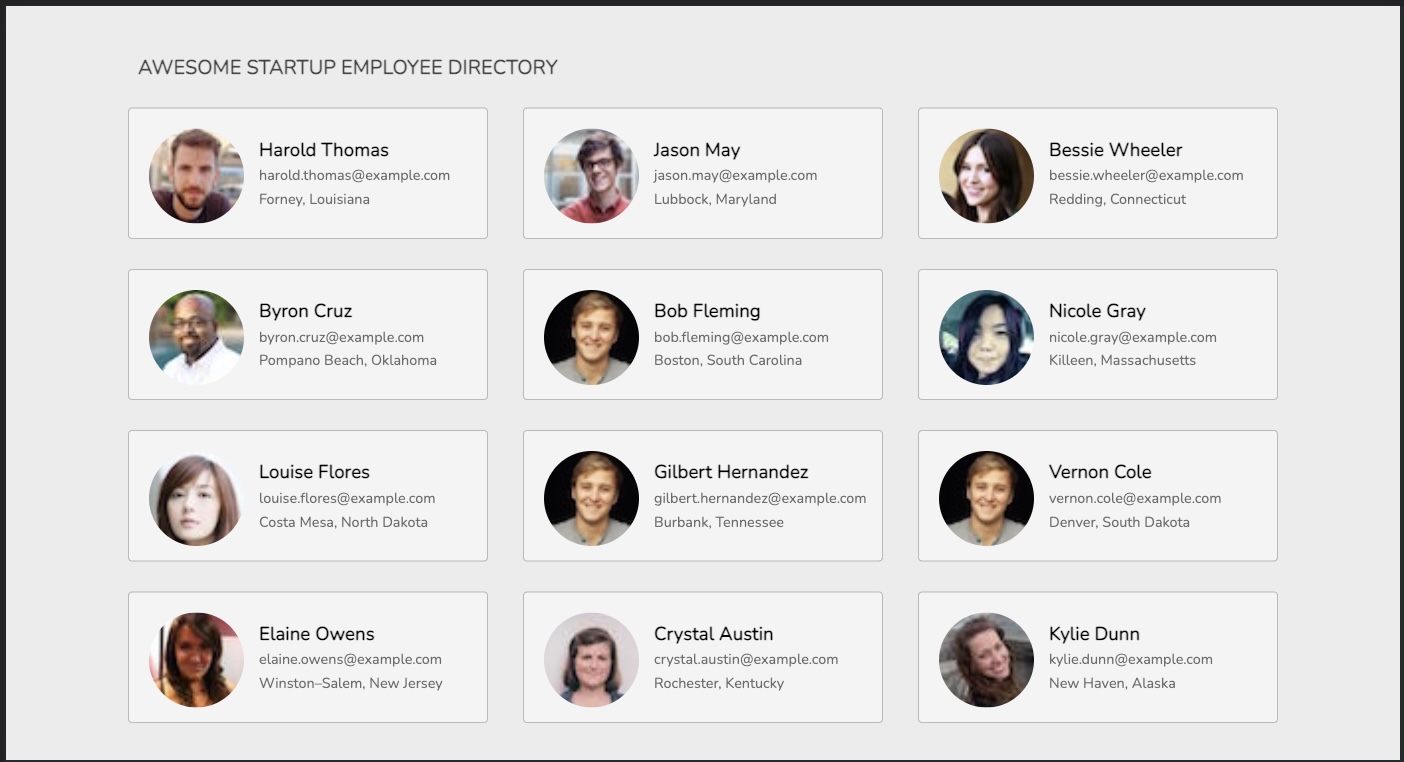 AWESOME STARTUP EMPLOYEE DIRECTORY
Harold Thomas
harold.thomas@example.com
Forney, Louisiana
Jason May
jason.may@example.com
Lubbock, Maryland
Bessie Wheeler
bessie.wheeler@example.com
Redding, Connecticut
Byron Cruz
byron.cruz@example.com
Pompano Beach, Oklahoma
Bob Fleming
bob.fleming@example.com
Boston, South Carolina
Nicole Gray
nicole.gray@example.com
Killeen, Massachusetts
Louise Flores
louise.flores@example.com
Costa Mesa, North Dakota
Gilbert Hernandez
gilbert.hernandez@example.com
Burbank, Tennessee
Vernon Cole
vernon.cole@example.com
Denver, South Dakota
Elaine Owens
elaine.owens@example.com
Winston–Salem, New Jersey
Crystal Austin
crystal.austin@example.com
Rochester, Kentucky
Kylie Dunn
kylie.dunn@example.com
New Haven, Alaska